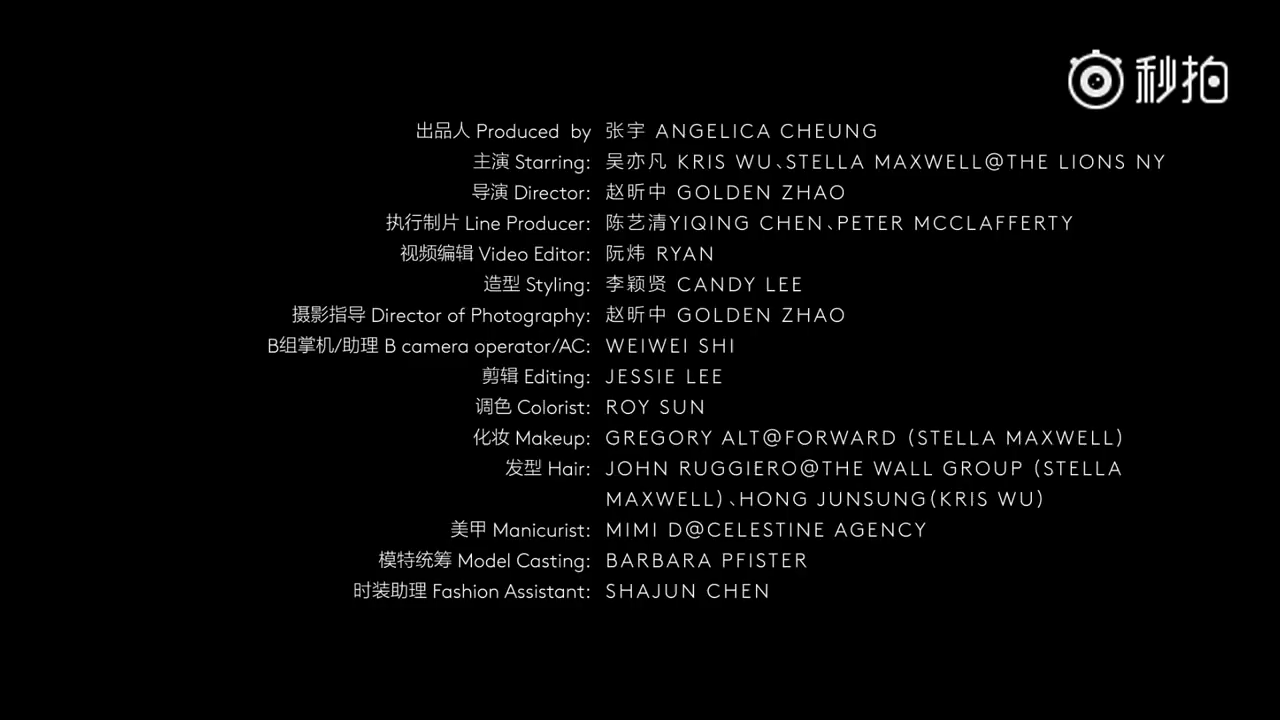 秒拍
出品人 Produced by 张宇 ANGELICA CHEUNG
主演 Starring: 吴亦凡 KRIS WU、STELLA MAXWELL@THE LIONS NY
导演 Director: 赵昕中 GOLDEN ZHAO
执行制片 Line Producer: 陈艺清YIQING CHEN、PETER MCCLAFFERTY
视频编辑 Video Editor: 阮炜 RYAN
造型 Styling: 李颖贤 CANDY LEE
摄影指导 Director of Photography: 赵昕中 GOLDEN ZHAO
B组掌机/助理 B camera operator/AC: WEIWEI SHI
剪辑 Editing: JESSIE LEE
调色 Colorist: ROY SUN
化妆 Makeup: GREGORY ALT@FORWARD (STELLA MAXWELL)
发型 Hair: JOHN RUGGIERO@THE WALL GROUP (STELLA
MAXWELL)、HONG JUNSUNG(KRIS WU)
美甲 Manicurist: MIMI D@CELESTINE AGENCY
模特统筹 Model Casting: BARBARA PFISTER
时装助理 Fashion Assistant: SHAJUN CHEN